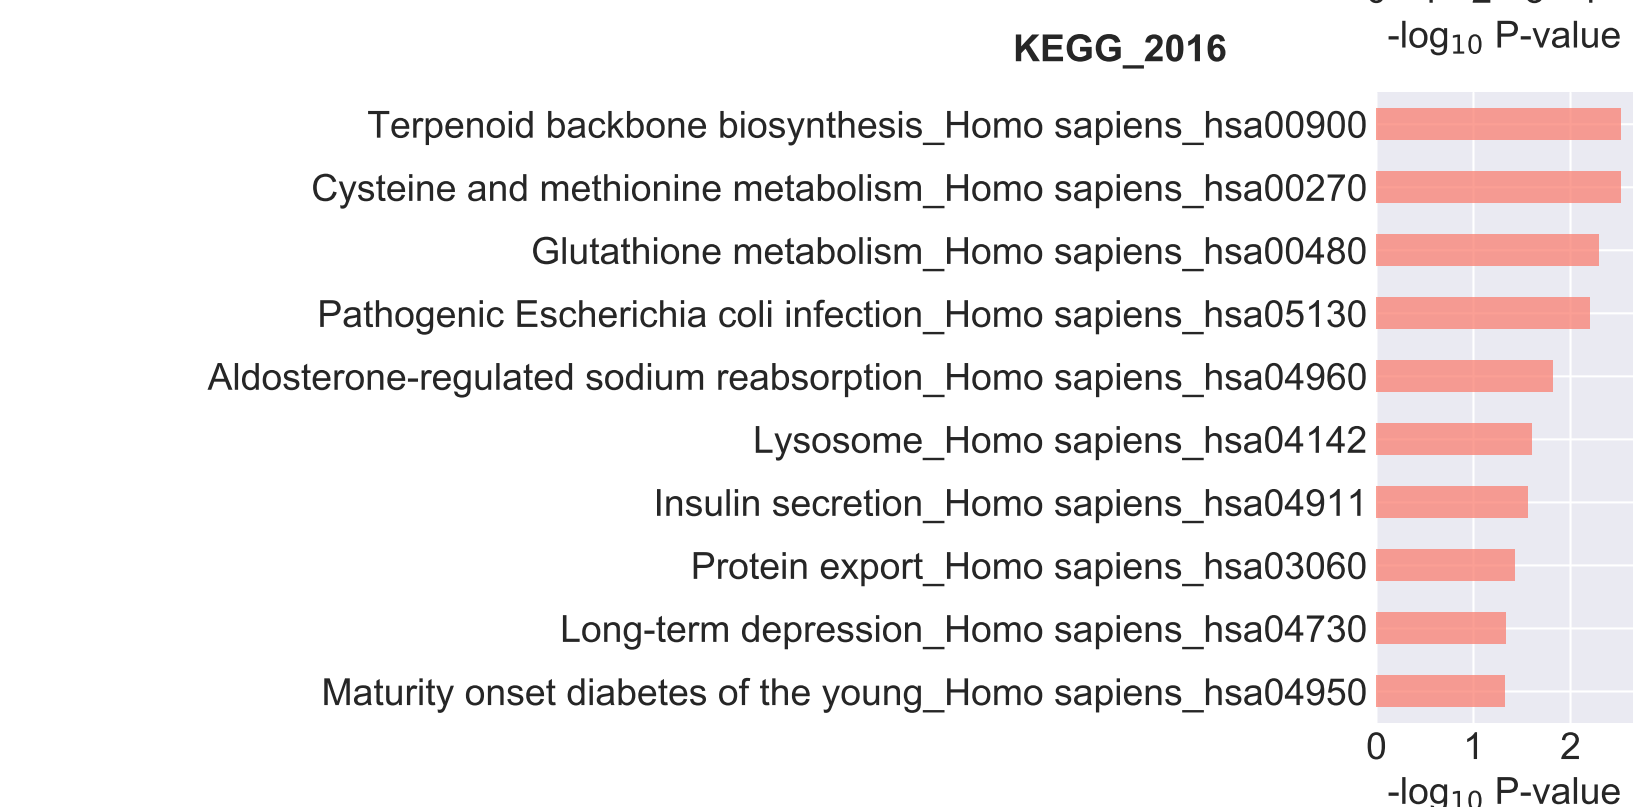 -log10 P-value
KEGG_2016
Terpenoid backbone biosynthesis_Homo sapiens_hsa00900
Cysteine and methionine metabolism_Homo sapiens_hsa00270
Glutathione metabolism_Homo sapiens_hsa00480
Pathogenic Escherichia coli infection_Homo sapiens_hsa05130
Aldosterone-regulated sodium reabsorption_Homo sapiens_hsa04960
Lysosome_Homo sapiens_hsa04142
Insulin secretion_Homo sapiens_hsa04911
Protein export_Homo sapiens_hsa03060
Long-term depression_Homo sapiens_hsa04730
Maturity onset diabetes of the young_Homo sapiens_hsa04950
0 1 2
-log10 P-value